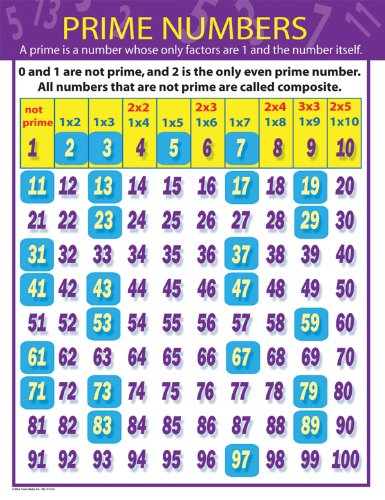 PRIME NUMBERS
A prime is a number whose only factors are 1 and the number itself.
0 and 1 are not prime, and 2 is the only even prime number.
All numbers that are not prime are called composite.
not 2x2 2x3 2x4 3x3 2x5
prime 1x2 1x3 1x4 1x5 1x6 1x7 1x8 1x9 1x10
1 2 3 4 5 6 7 8 9 10
11 12 13 14 15 16 17 18 19 20
21 22 23 24 25 26 27 28 29 30
31 32 33 34 35 36 37 38 39 40
41 42 43 44 45 46 47 48 49 50
51 52 53 54 55 56 57 58 59 60
61 62 63 64 65 66 67 68 69 70
71 72 73 74 75 76 77 78 79 80
81 82 83 84 85 86 87 88 89 90
91 92 93 94 95 96 97 98 99 100